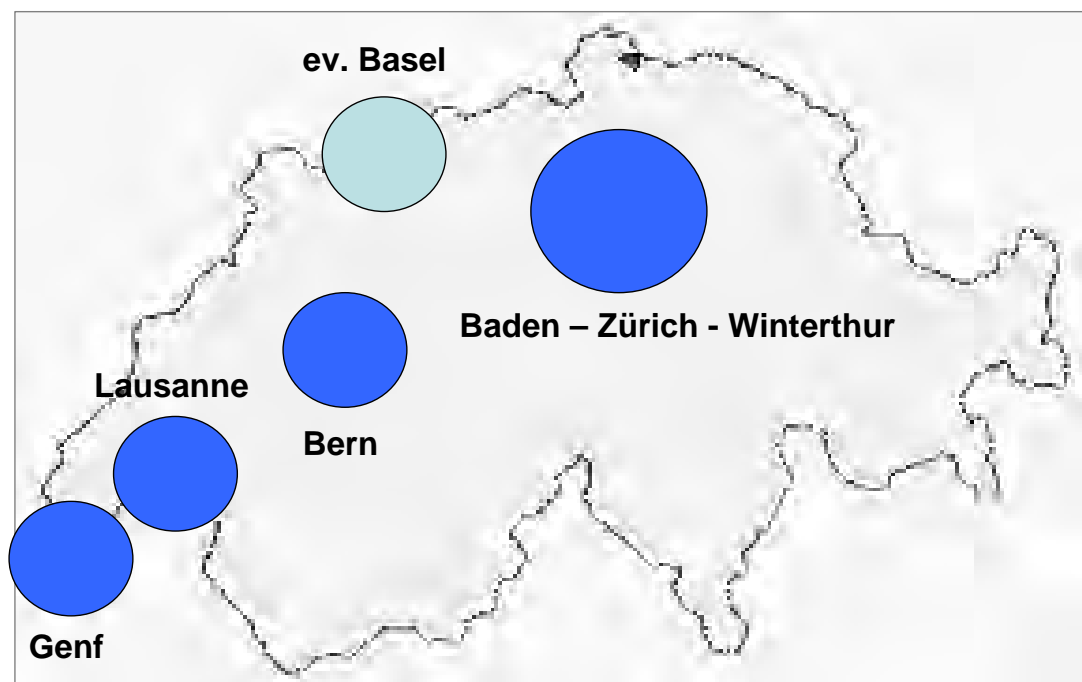 ev. Basel
Baden – Zürich - Winterthur
Lausanne
Bern
Genf